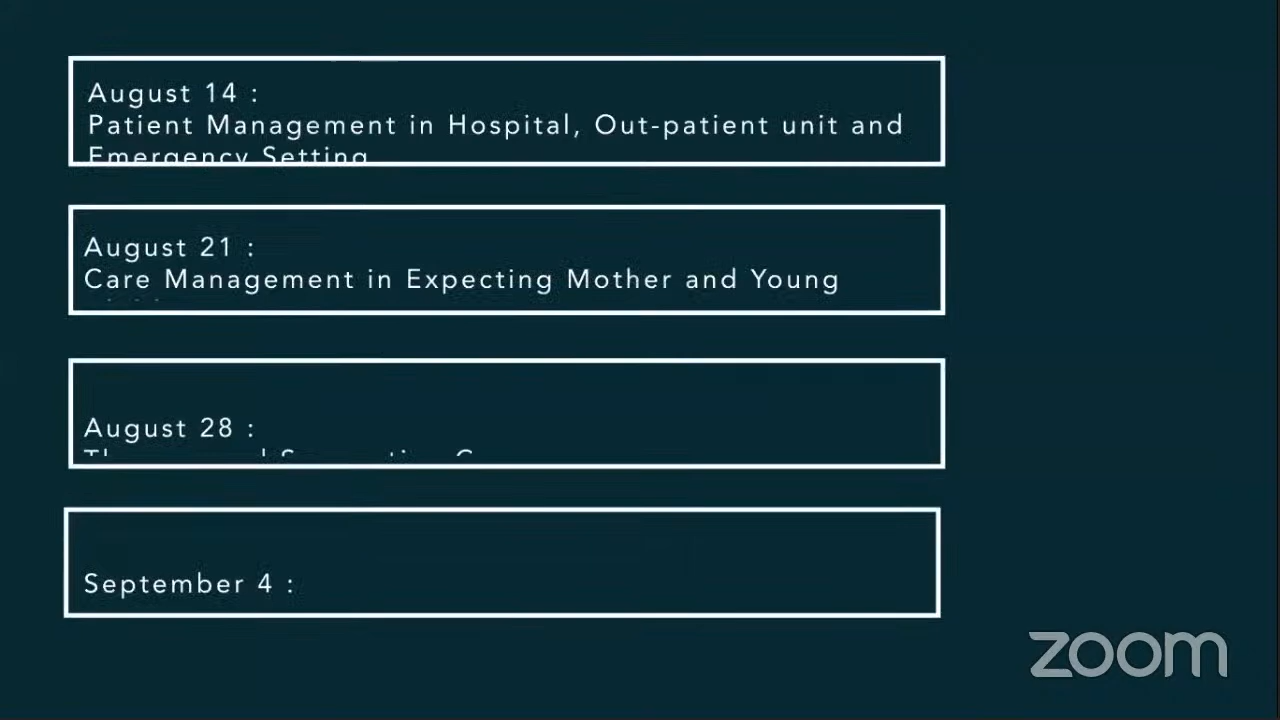 August 14 :
Patient Management in Hospital, Out-patient unit and
Emergency Setting
August 21 :
Care Management in Expecting Mother and Young
August 28 :
September 4 :
zoom